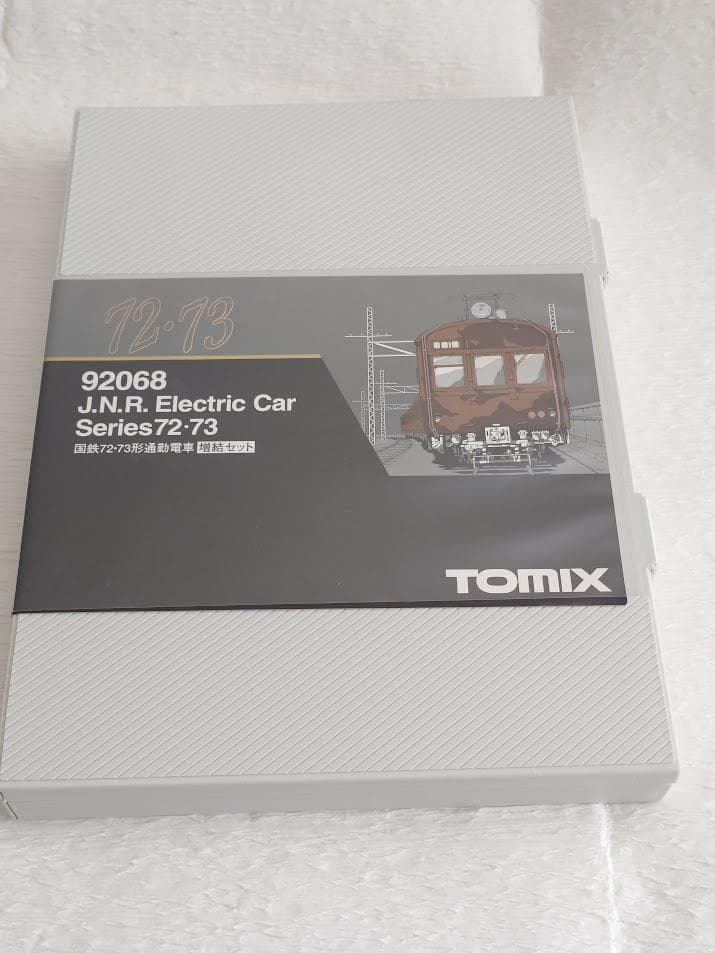 72・73
92068
J.N.R. Electric Car
Series72・73
国鉄72・73形通勤電車 増結セット
TOMIX